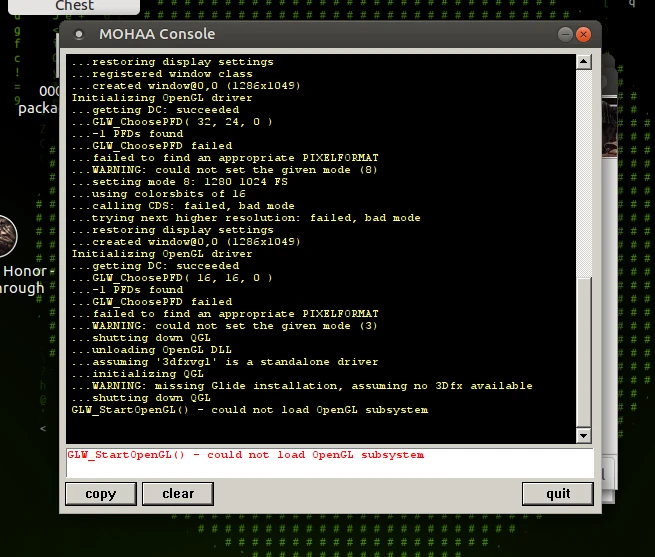 Chest
MOHAA Console
...restoring display settings
...registered window class
...created window@0,0 (1286x1049)
Initializing OpenGL driver
...getting DC: succeeded
...GLW_ChoosePFD( 32, 24, 0 )
...-1 PFDs found
...GLW_ChoosePFD failed
...failed to find an appropriate PIXELFORMAT
...WARNING: could not set the given mode (8)
...setting mode 8: 1280 1024 FS
...using colorsbits of 16
...calling CDS: failed, bad mode
...trying next higher resolution: failed, bad mode
...restoring display settings
...created window@0,0 (1286x1049)
Initializing OpenGL driver
...getting DC: succeeded
...GLW_ChoosePFD( 16, 16, 0 )
...-1 PFDs found
...GLW_ChoosePFD failed
...failed to find an appropriate PIXELFORMAT
...WARNING: could not set the given mode (3)
...shutting down QGL
...unloading OpenGL DLL
...assuming '3dfxvgl' is a standalone driver
...initializing QGL
...WARNING: missing Glide installation, assuming no 3Dfx available
...shutting down QGL
GLW_StartOpenGL() - could not load OpenGL subsystem
GLW_StartOpenGL() - could not load OpenGL subsystem
copy clear quit
000
packa
Honor-
rough